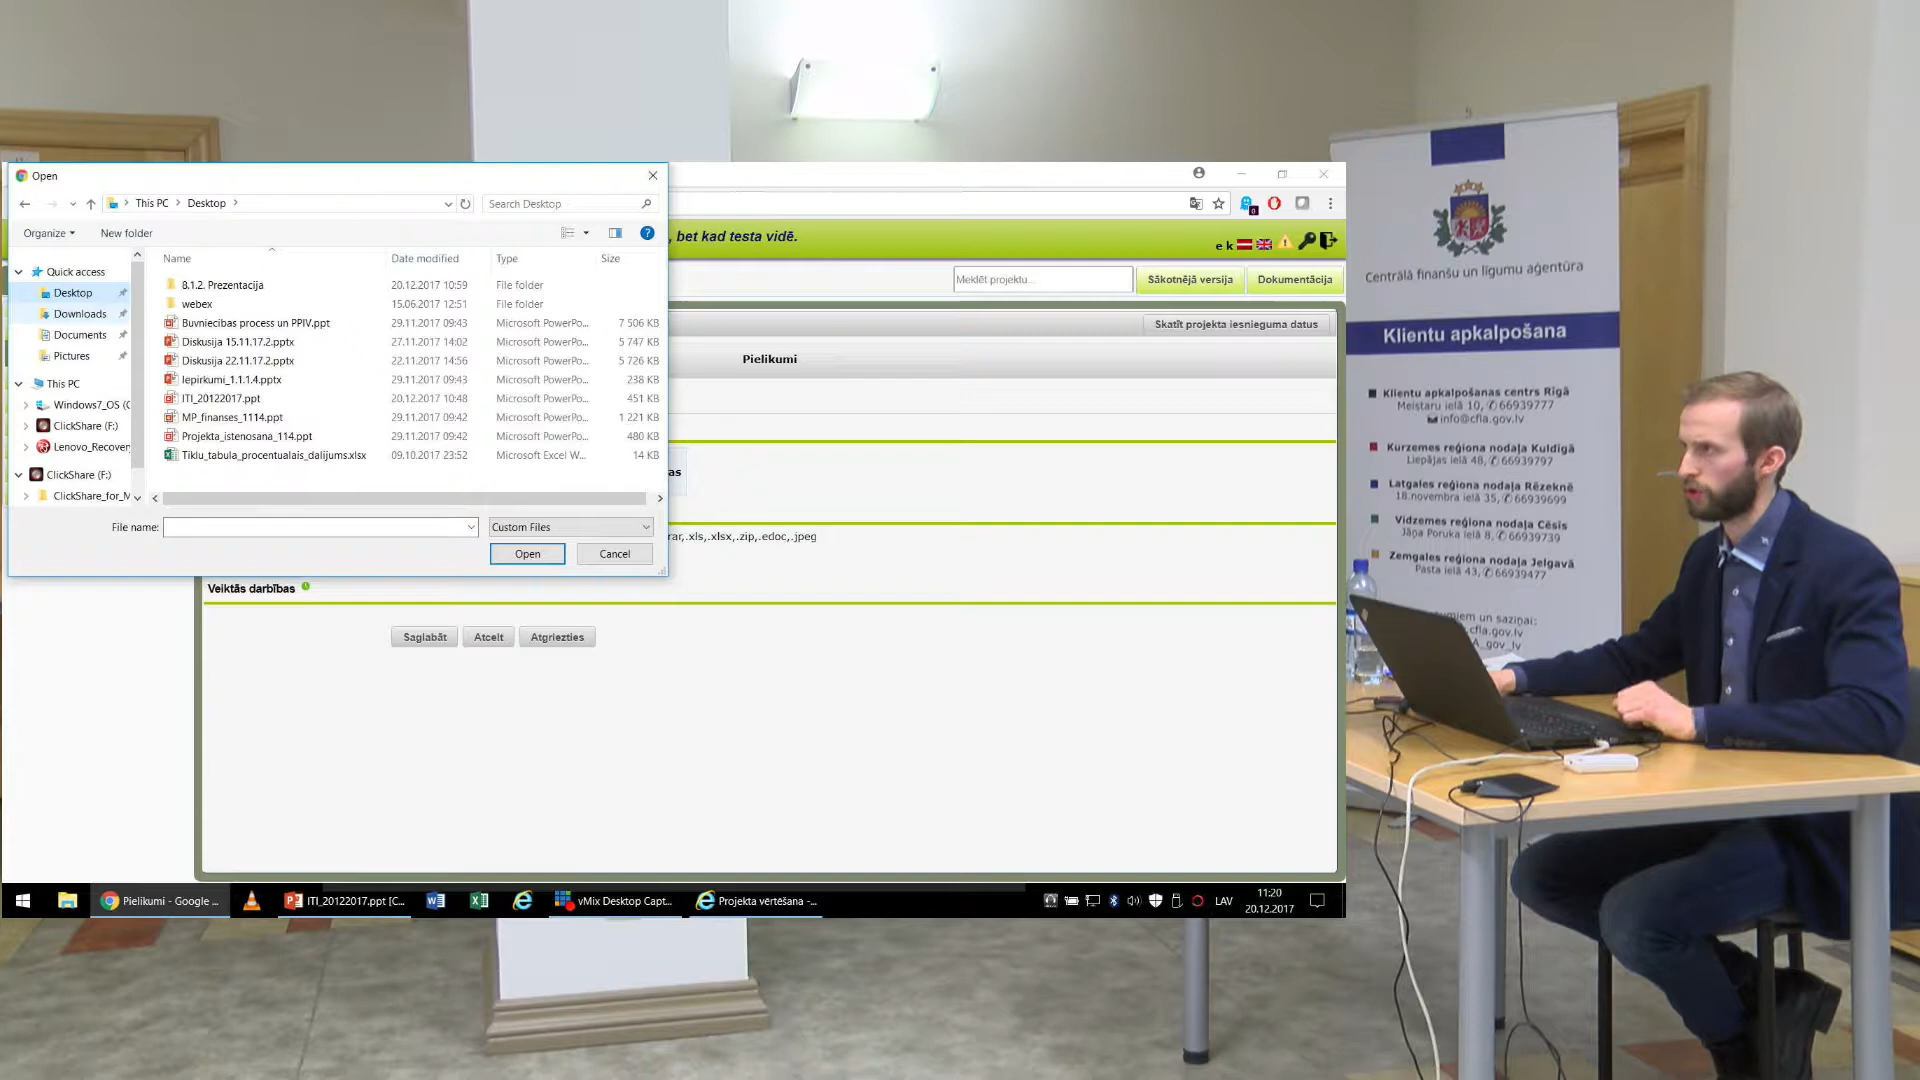 Open
This PC
Desktop
Search Desktop
Organize
New folder
Name
Date modified
Type
Size
Quick access
Desktop
Downloads
Documents
Pictures
This PC
Windows7_OS (C
ClickShare (F:)
Lenovo_Recovery
ClickShare (F:)
ClickShare_for_M
8.1.2. Prezentacija 20.12.2017 10:59 File folder
webex 15.06.2017 12:51 File folder
Buvniecibas process un PPIV.ppt 29.11.2017 09:43 Microsoft PowerPo... 7 506 KB
Diskusija 15.11.17.2.pptx 27.11.2017 14:02 Microsoft PowerPo... 5 747 KB
Diskusija 22.11.17.2.pptx 22.11.2017 14:56 Microsoft PowerPo... 5 726 KB
Iepirkumi_1.1.1.4.pptx 29.11.2017 09:43 Microsoft PowerPo... 238 KB
ITI_20122017.ppt 20.12.2017 10:48 Microsoft PowerPo... 451 KB
MP_finanses_1114.ppt 29.11.2017 09:42 Microsoft PowerPo... 1 221 KB
Projekta_istenosana_114.ppt 29.11.2017 09:42 Microsoft PowerPo... 480 KB
Tiklu_tabula_procentualais_dalijums.xlsx 09.10.2017 23:52 Microsoft Excel W... 14 KB
File name:
Custom Files
Open
Cancel
, bet kad testa vidē.
e k
Meklēt projektu...
Sākotnējā versija
Dokumentācija
Skatīt projekta iesnieguma datus
Pielikumi
as
rar,.xls,.xlsx,.zip,.edoc,.jpeg
Veiktās darbības
Saglabāt
Atcelt
Atgriezties
Pielikumi - Google ...
ITI_20122017.ppt [C...
vMix Desktop Capt...
Projekta vērtēšana -...
LAV
11:20
20.12.2017
Centrālā finanšu un līgumu aģentūra
Klientu apkalpošana
Klientu apkalpošanas centrs Rīgā
Meistaru ielā 10, 66939777
info@cfla.gov.lv
Kurzemes reģiona nodaļa Kuldīgā
Liepājas ielā 48, 66939797
Latgales reģiona nodaļa Rēzeknē
18.novembra ielā 35, 66939699
Vidzemes reģiona nodaļa Cēsīs
Jāņa Poruka ielā 8, 66939739
Zemgales reģiona nodaļa Jelgavā
Pasta ielā 43, 66939477
tumiem un saziņai:
.cfla.gov.lv
A_gov_lv